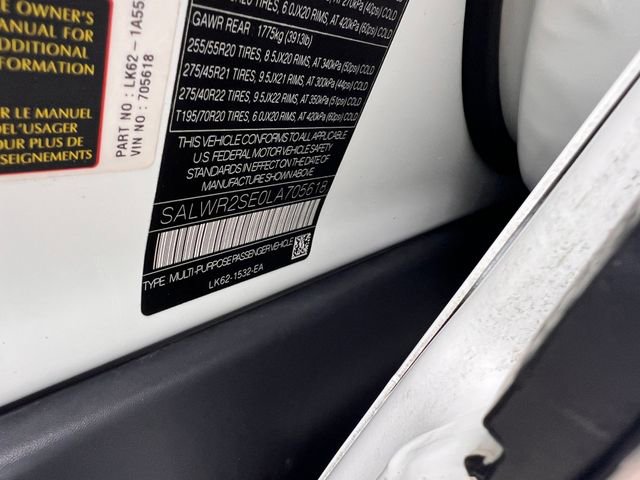 E OWNER'S
MANUAL FOR
FURTHER
INFORMATION
R LE MANUEL
DEL'USAGER
OUR PLUS DE
SEIGNEMENTS
PART NO : LK62 - 1A55
VIN NO : 705618
TIRES, 6.0JX20 RIMS, AT 420kPa (60psi) COLD
GAWR REAR 1775kg (3913lb)
255/55R20 TIRES, 8.5JX20 RIMS, AT 340kPa (50psi) COLD
275/45R21 TIRES, 9.5JX21 RIMS, AT 300kPa (44psi) COLD
275/40R22 TIRES, 9.5JX22 RIMS, AT 350kPa (51psi) COLD
T195/70R20 TIRES, 6.0JX20 RIMS, AT 420kPa (60psi) COLD
THIS VEHICLE CONFORMS TO ALL APPLICABLE
U.S. FEDERAL MOTOR VEHICLE SAFETY
STANDARDS IN EFFECT ON THE DATE OF
MANUFACTURE SHOWN ABOVE
SALWR2SE0LA705618
TYPE MULTI-PURPOSE PASSENGER VEHICLE
LK62-1532-EA